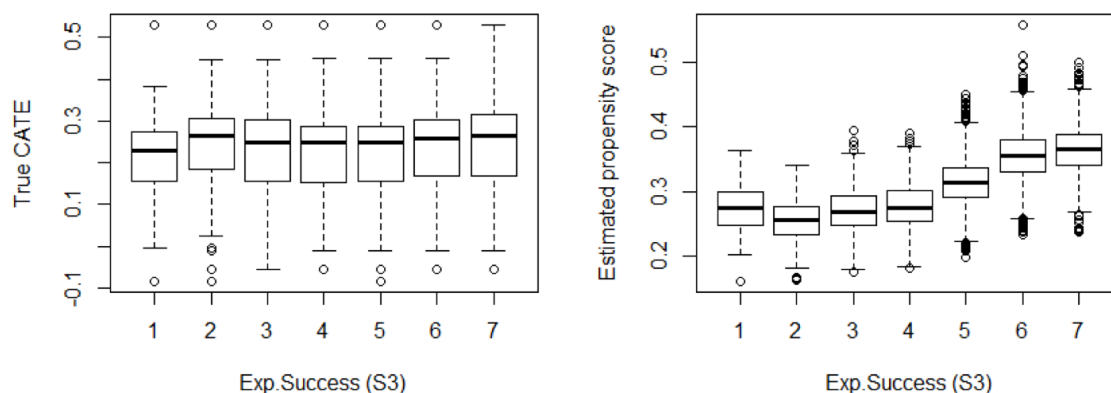 True CATE
0.5
0.3
0.1
-0.1
1 2 3 4 5 6 7
Exp.Success (S3)
Estimated propensity score
0.5
0.4
0.3
0.2
1 2 3 4 5 6 7
Exp.Success (S3)